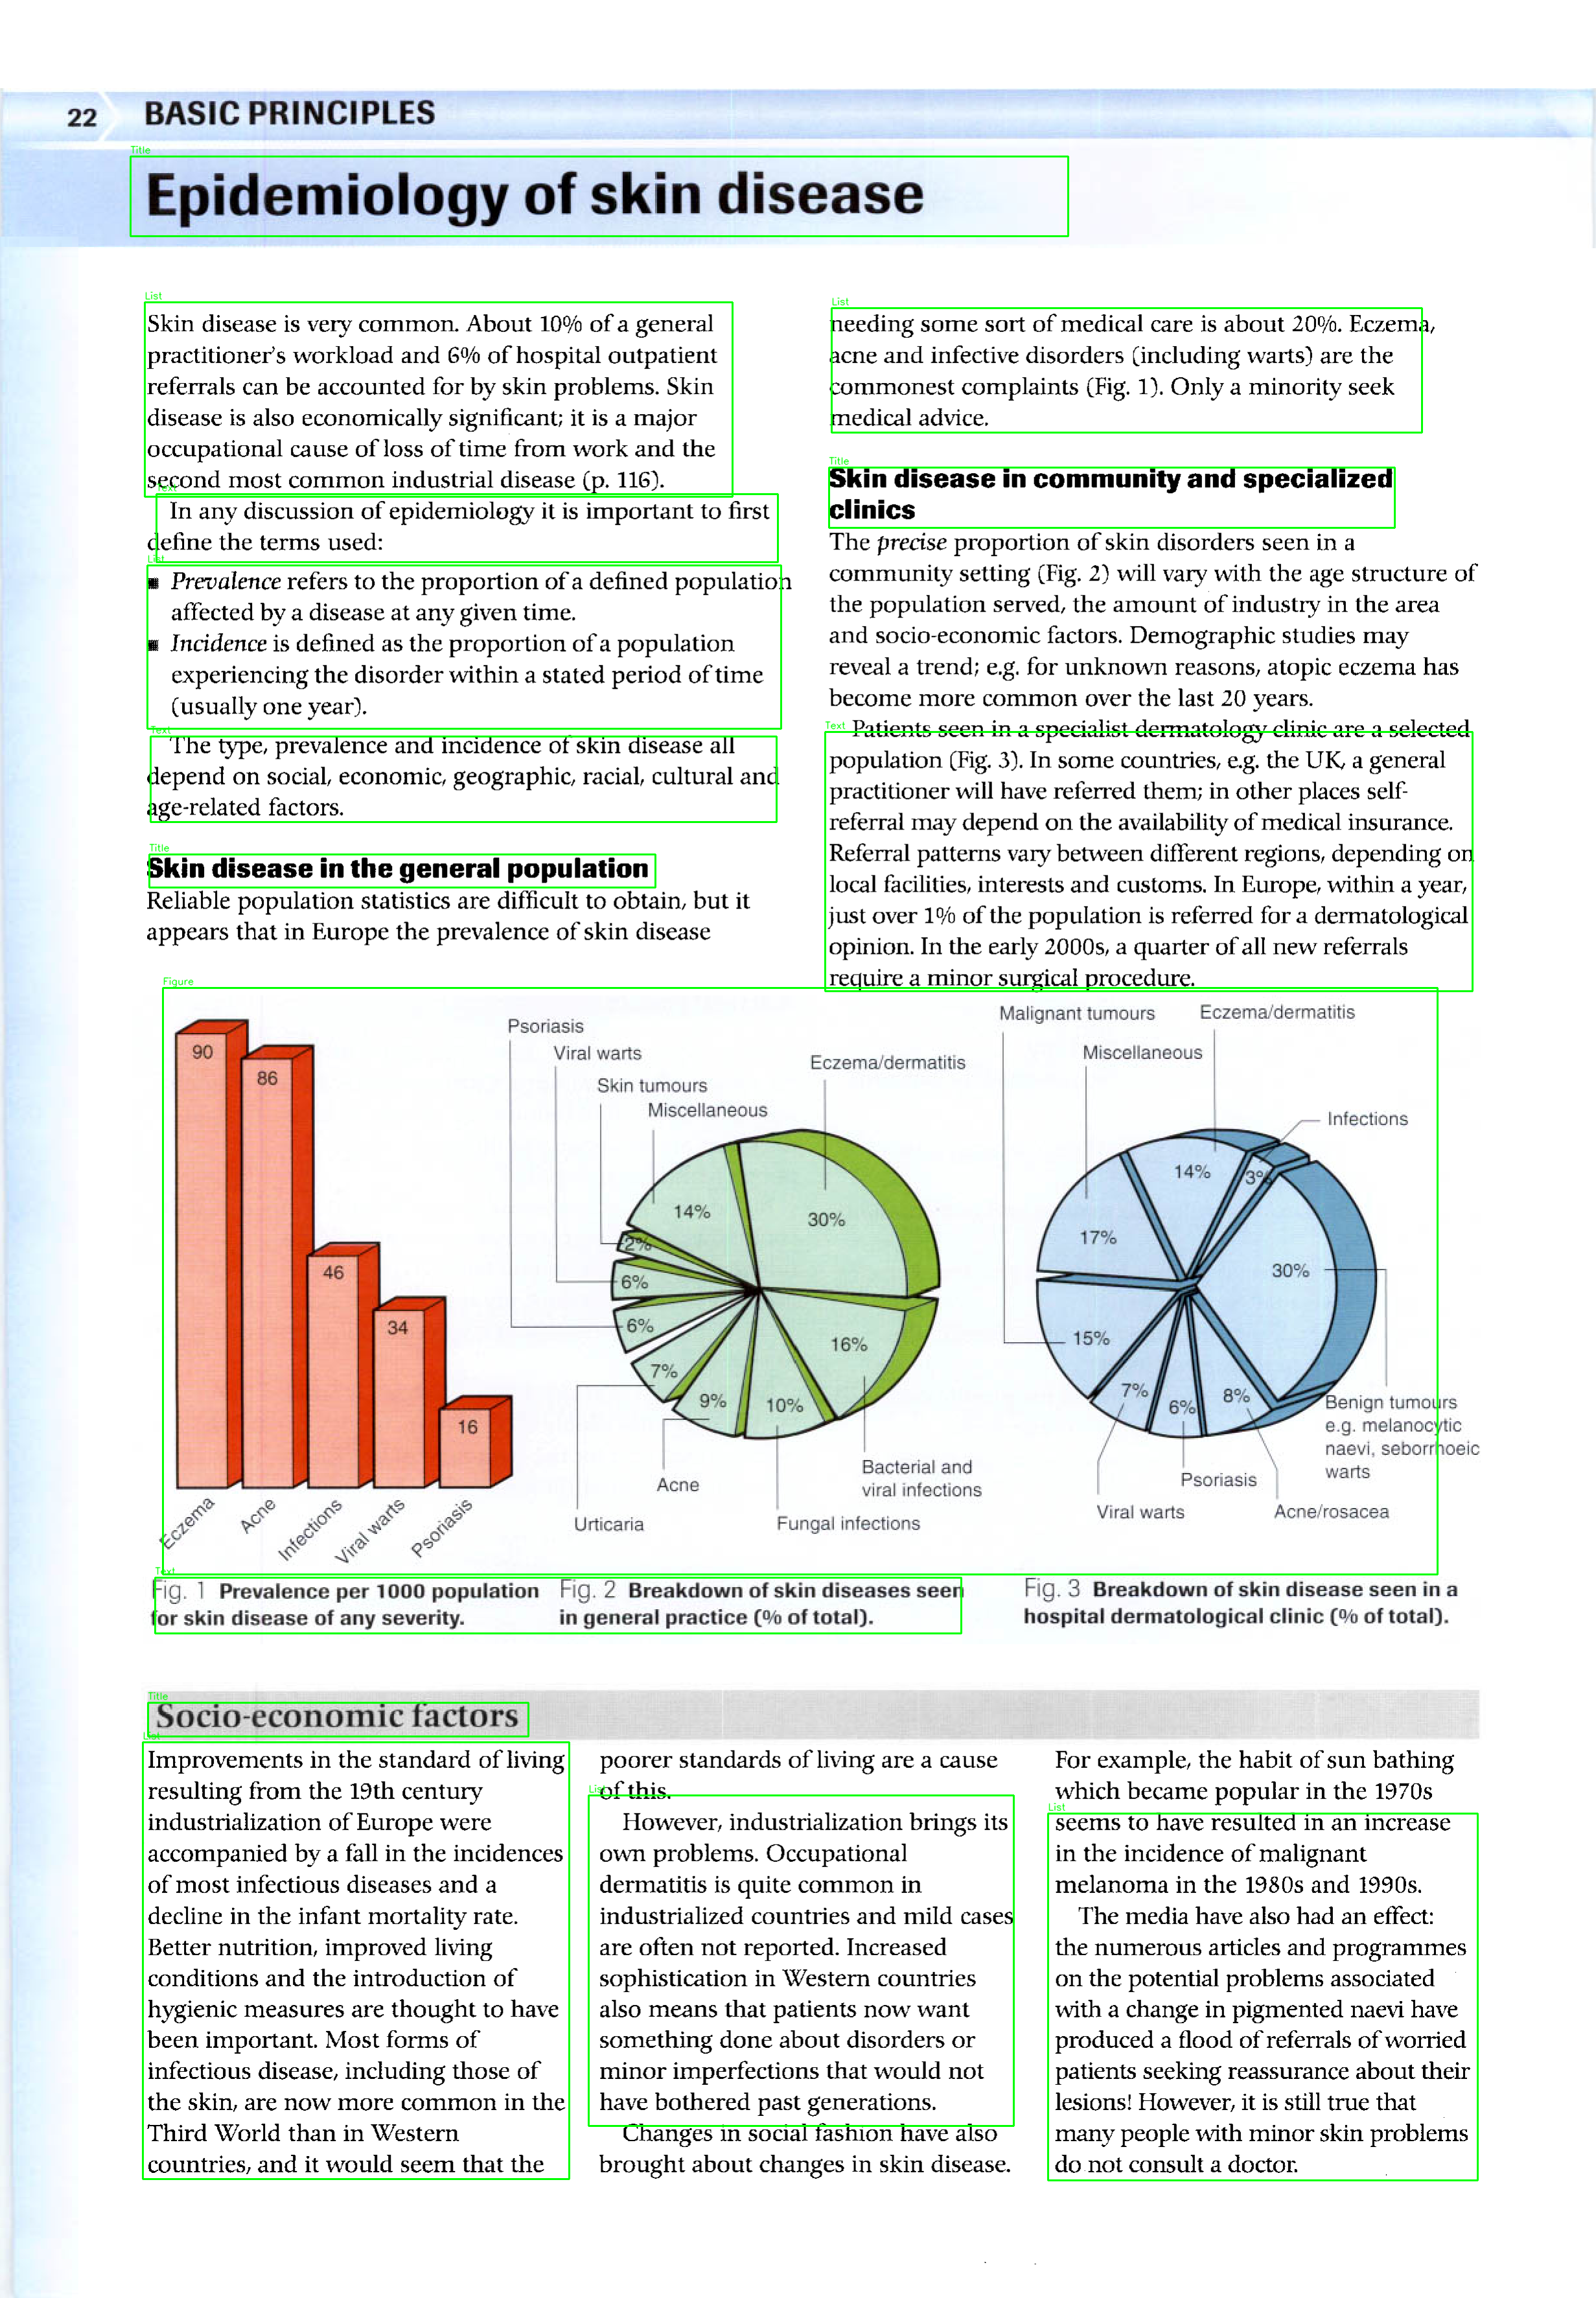 22 BASIC PRINCIPLES
Title
Epidemiology of skin disease
List
Skin disease is very common. About 10% of a general
practitioner's workload and 6% of hospital outpatient
referrals can be accounted for by skin problems. Skin
disease is also economically significant; it is a major
occupational cause of loss of time from work and the
second most common industrial disease (p. 116).
Text
In any discussion of epidemiology it is important to first
define the terms used:
List
■ Prevalence refers to the proportion of a defined population
affected by a disease at any given time.
■ Incidence is defined as the proportion of a population
experiencing the disorder within a stated period of time
(usually one year).
Text
The type, prevalence and incidence of skin disease all
depend on social, economic, geographic, racial, cultural and
age-related factors.
Title
Skin disease in the general population
Reliable population statistics are difficult to obtain, but it
appears that in Europe the prevalence of skin disease
List
needing some sort of medical care is about 20%. Eczema,
acne and infective disorders (including warts) are the
commonest complaints (Fig. 1). Only a minority seek
medical advice.
Title
Skin disease in community and specialized
clinics
The precise proportion of skin disorders seen in a
community setting (Fig. 2) will vary with the age structure of
the population served, the amount of industry in the area
and socio-economic factors. Demographic studies may
reveal a trend; e.g. for unknown reasons, atopic eczema has
become more common over the last 20 years.
Text
Patients seen in a specialist dermatology clinic are a selected
population (Fig. 3). In some countries, e.g. the UK, a general
practitioner will have referred them; in other places self-
referral may depend on the availability of medical insurance.
Referral patterns vary between different regions, depending on
local facilities, interests and customs. In Europe, within a year,
just over 1% of the population is referred for a dermatological
opinion. In the early 2000s, a quarter of all new referrals
require a minor surgical procedure.
Figure
90
86
46
34
16
Eczema
Acne
Infections
Viral warts
Psoriasis
Text
Fig. 1 Prevalence per 1000 population
for skin disease of any severity.
Psoriasis
Viral warts
Skin tumours
Miscellaneous
Eczema/dermatitis
14%
30%
2%
6%
6%
16%
7%
9%
10%
Acne
Bacterial and
viral infections
Urticaria
Fungal infections
Fig. 2 Breakdown of skin diseases seen
in general practice (% of total).
Malignant tumours
Eczema/dermatitis
Miscellaneous
Infections
14%
3%
17%
30%
15%
7%
6%
8%
Benign tumours
e.g. melanocytic
naevi, seborrhoeic
warts
Psoriasis
Viral warts
Acne/rosacea
Fig. 3 Breakdown of skin disease seen in a
hospital dermatological clinic (% of total).
Title
Socio-economic factors
List
Improvements in the standard of living
resulting from the 19th century
industrialization of Europe were
accompanied by a fall in the incidences
of most infectious diseases and a
decline in the infant mortality rate.
Better nutrition, improved living
conditions and the introduction of
hygienic measures are thought to have
been important. Most forms of
infectious disease, including those of
the skin, are now more common in the
Third World than in Western
countries, and it would seem that the
poorer standards of living are a cause
of this.
List
However, industrialization brings its
own problems. Occupational
dermatitis is quite common in
industrialized countries and mild cases
are often not reported. Increased
sophistication in Western countries
also means that patients now want
something done about disorders or
minor imperfections that would not
have bothered past generations.
Changes in social fashion have also
brought about changes in skin disease.
For example, the habit of sun bathing
which became popular in the 1970s
List
seems to have resulted in an increase
in the incidence of malignant
melanoma in the 1980s and 1990s.
The media have also had an effect:
the numerous articles and programmes
on the potential problems associated
with a change in pigmented naevi have
produced a flood of referrals of worried
patients seeking reassurance about their
lesions! However, it is still true that
many people with minor skin problems
do not consult a doctor.